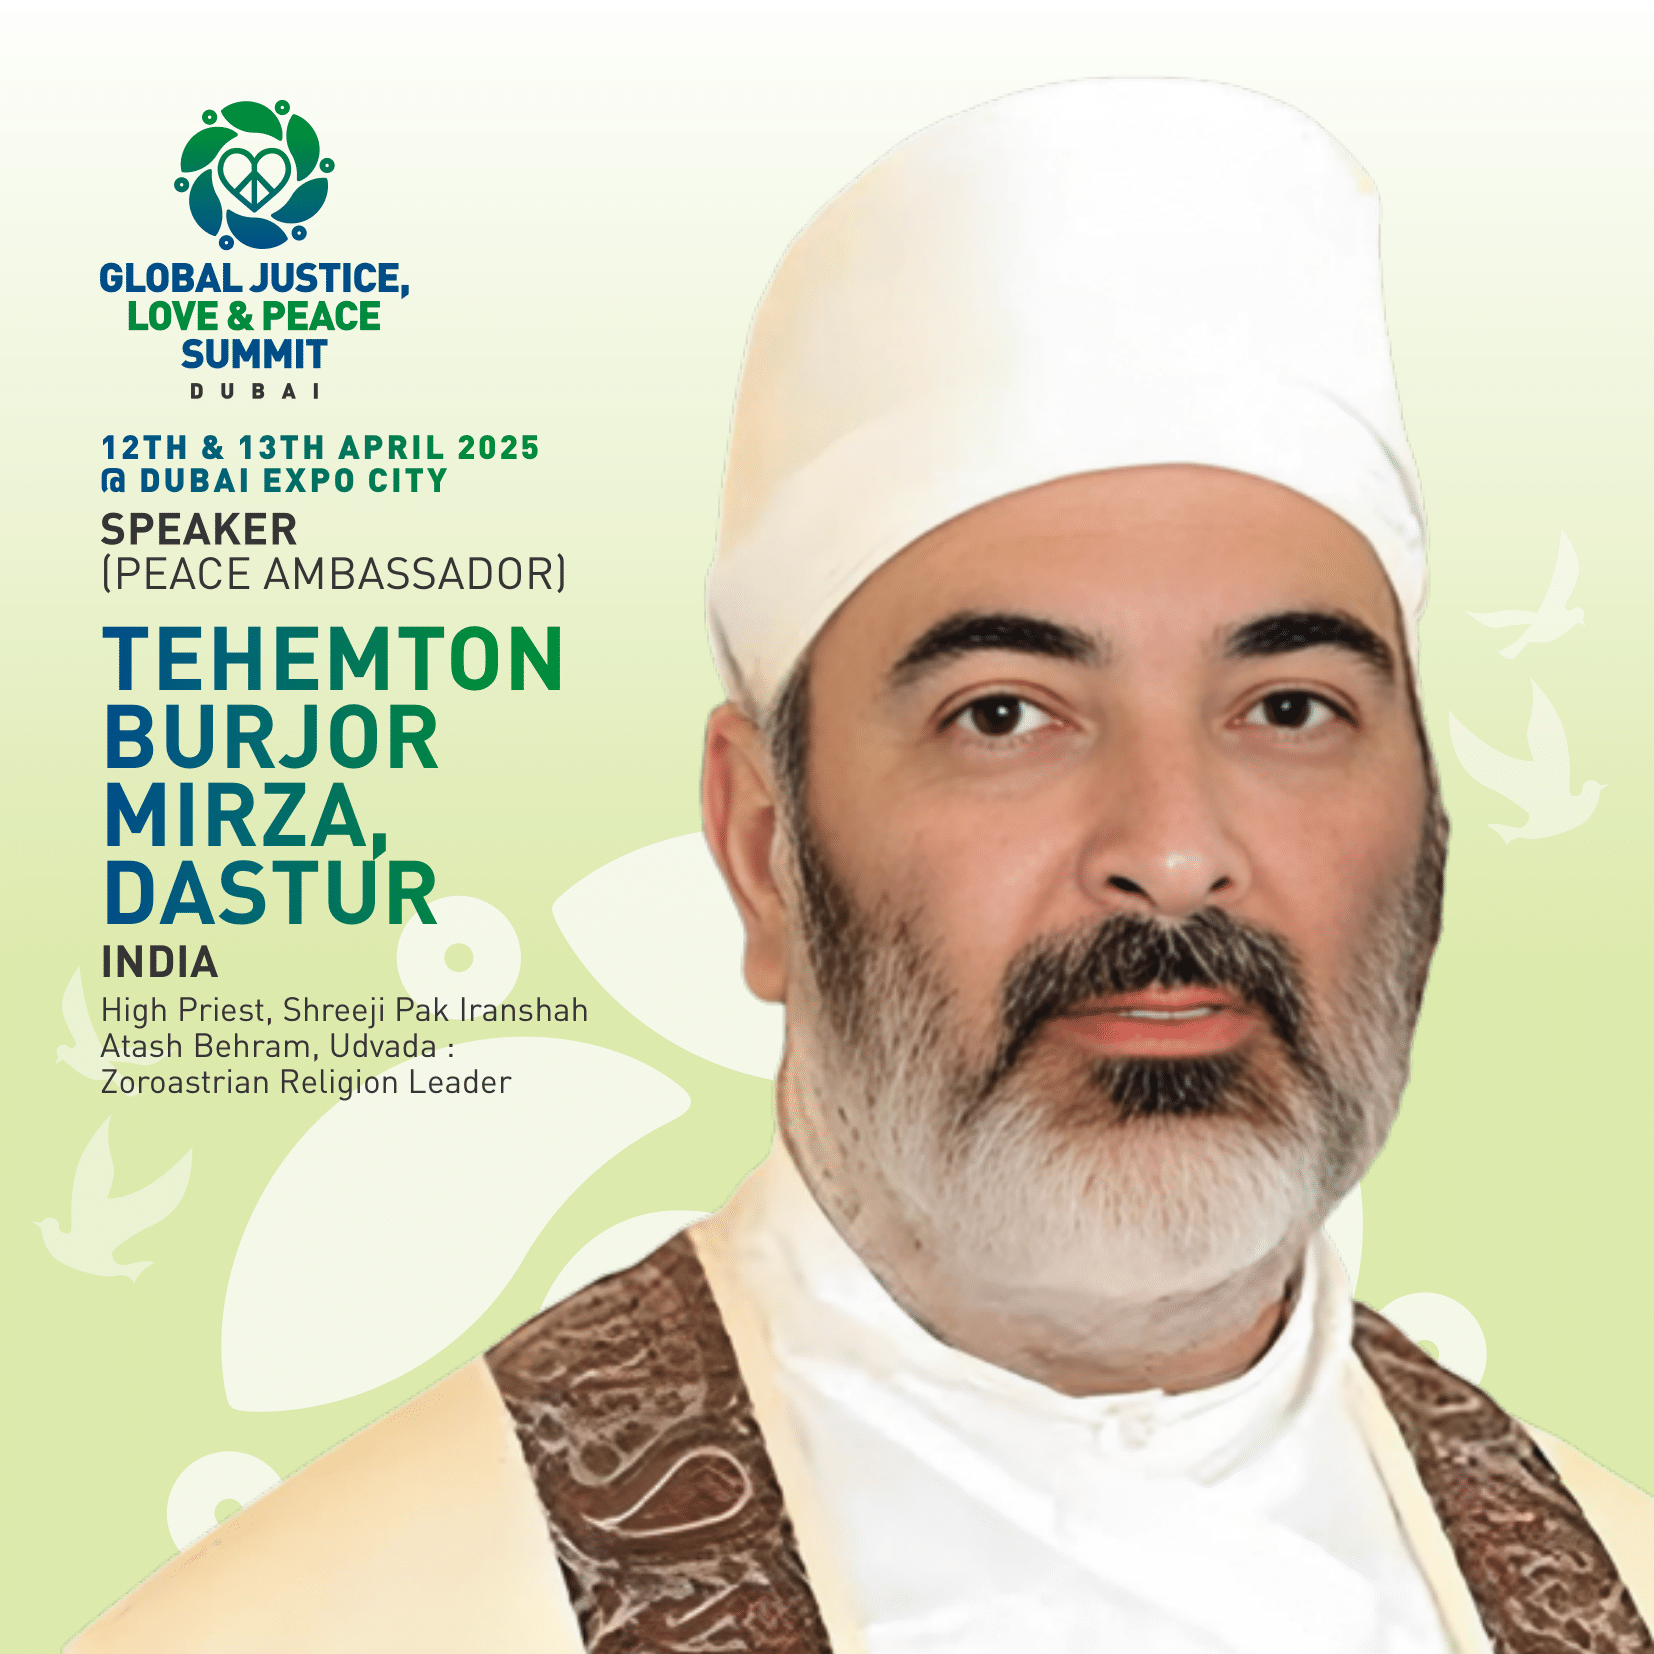 GLOBAL JUSTICE,
LOVE & PEACE
SUMMIT
DUBAI
12TH & 13TH APRIL 2025
@ DUBAI EXPO CITY
SPEAKER
(PEACE AMBASSADOR)
TEHEMTON
BURJOR
MIRZA,
DASTUR
INDIA
High Priest, Shreeji Pak Iranshah
Atash Behram, Udvada :
Zoroastrian Religion Leader